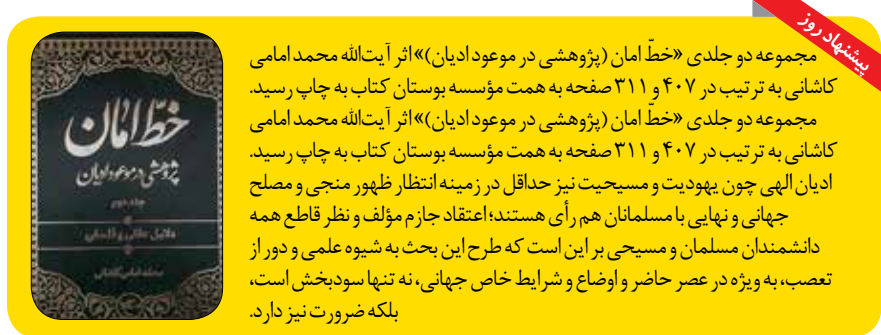 پیشنهاد روز
مجموعه دو جلدی «خطّ امان (پژوهشی در موعود ادیان)» اثر آیت‌الله محمد امامی
کاشانی به ترتیب در ۴۰۷ و ۳۱۱ صفحه به همت مؤسسه بوستان کتاب به چاپ رسید.
مجموعه دو جلدی «خطّ امان (پژوهشی در موعود ادیان)» اثر آیت‌الله محمد امامی
کاشانی به ترتیب در ۴۰۷ و ۳۱۱ صفحه به همت مؤسسه بوستان کتاب به چاپ رسید.
ادیان الهی چون یهودیت و مسیحیت نیز حداقل در زمینه انتظار ظهور منجی و مصلح
جهانی و نهایی با مسلمانان هم رأی هستند؛ اعتقاد جازم مؤلف و نظر قاطع همه
دانشمندان مسلمان و مسیحی بر این است که طرح این بحث به شیوه علمی و دور از
تعصب، به ویژه در عصر حاضر و اوضاع و شرایط خاص جهانی، نه تنها سودبخش است،
بلکه ضرورت نیز دارد.
خطّ امان
پژوهشی در موعود ادیان
جلد دوم
محمد امامی کاشانی